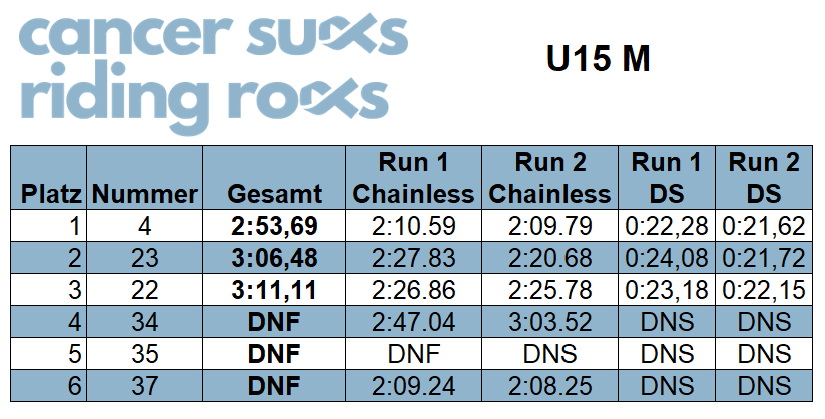 cancer sucks
riding rocks
U15 M
Platz Nummer Gesamt Run 1 Chainless Run 2 Chainless Run 1 DS Run 2 DS
1 4 2:53,69 2:10.59 2:09.79 0:22,28 0:21,62
2 23 3:06,48 2:27.83 2:20.68 0:24,08 0:21,72
3 22 3:11,11 2:26.86 2:25.78 0:23,18 0:22,15
4 34 DNF 2:47.04 3:03.52 DNS DNS
5 35 DNF DNF DNS DNS DNS
6 37 DNF 2:09.24 2:08.25 DNS DNS